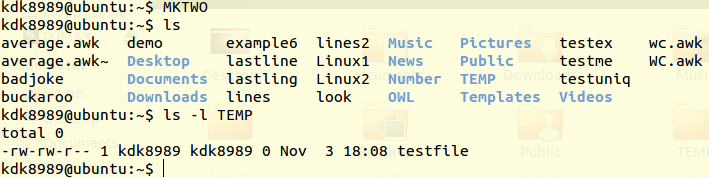 kdk8989@ubuntu:~$ MKTWO
kdk8989@ubuntu:~$ ls
average.awk demo example6 lines2 Music Pictures testex wc.awk
average.awk~ Desktop lastline Linux1 News Public testme WC.awk
badjoke Documents lastling Linux2 Number TEMP testuniq
buckaroo Downloads lines look OWL Templates Videos
kdk8989@ubuntu:~$ ls -l TEMP
total 0
-rw-rw-r-- 1 kdk8989 kdk8989 0 Nov 3 18:08 testfile
kdk8989@ubuntu:~$